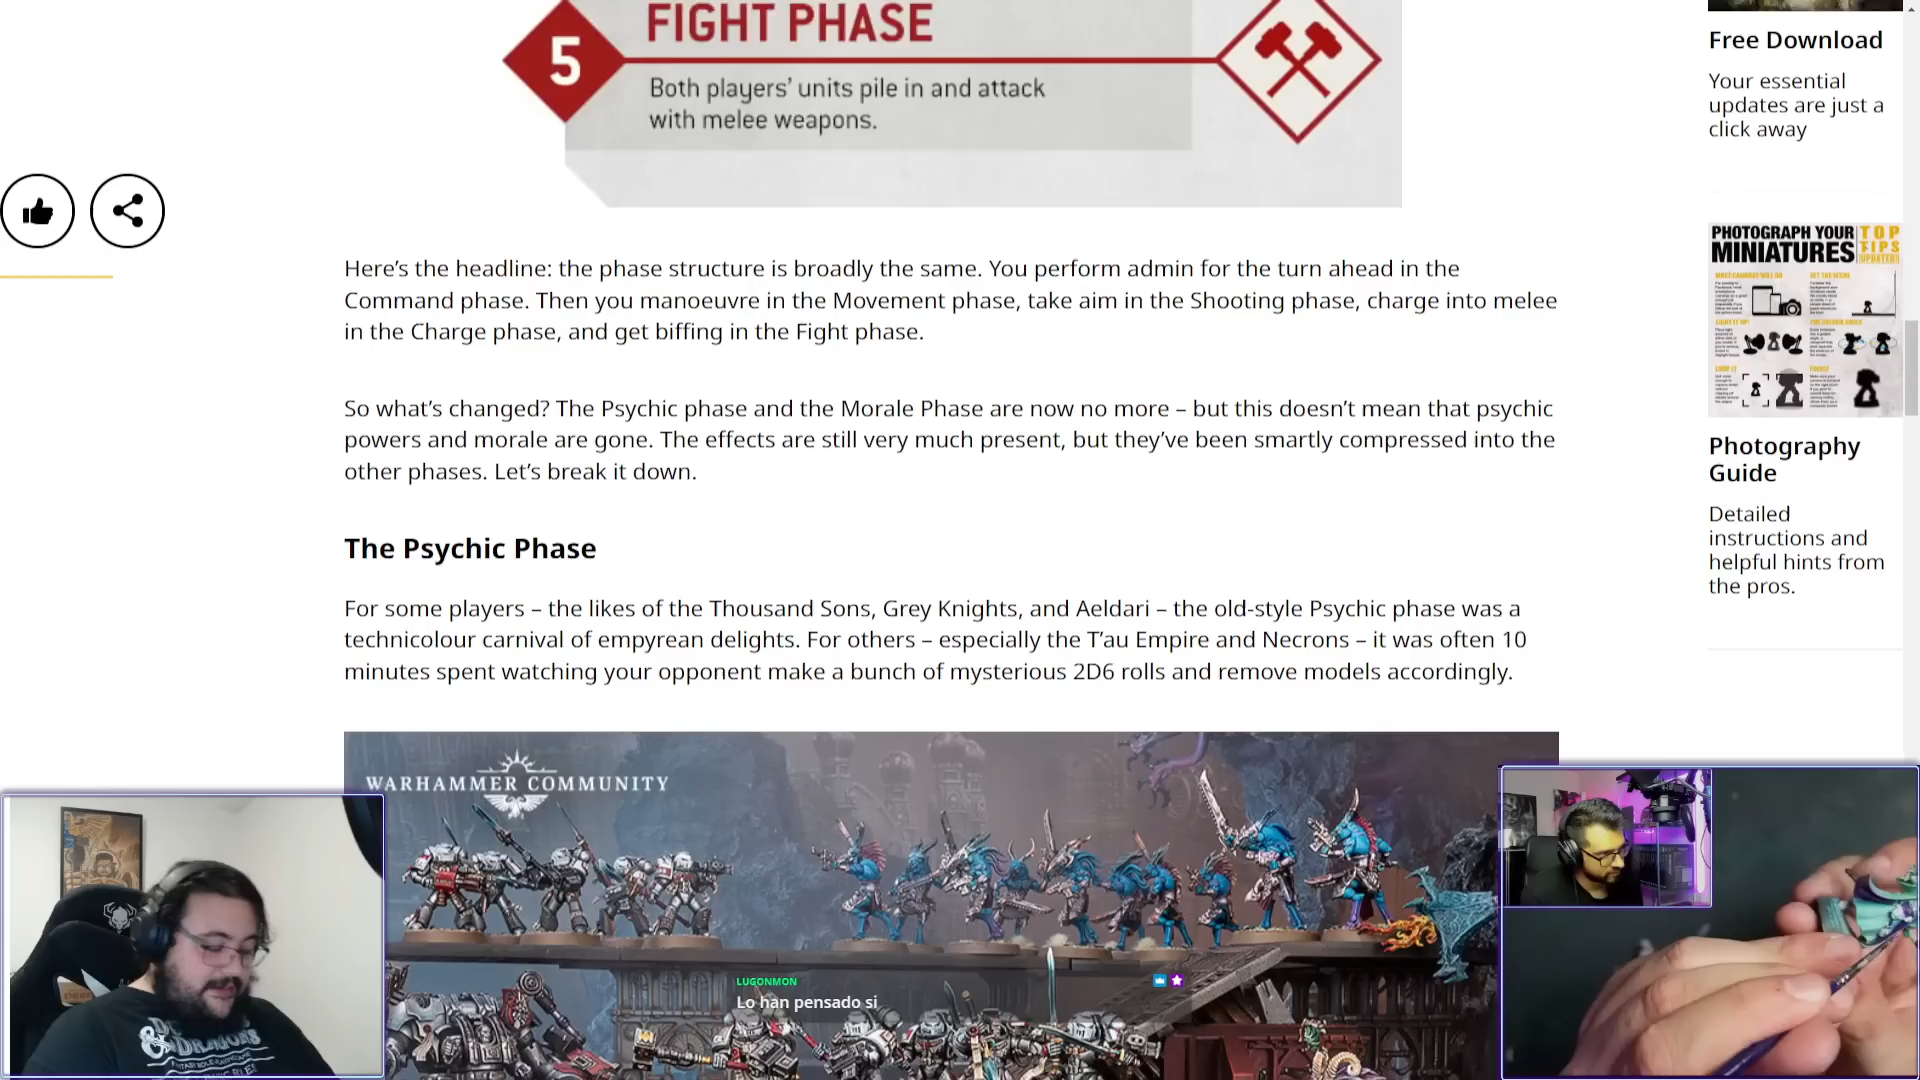 5
FIGHT PHASE
Both players' units pile in and attack
with melee weapons.
Here's the headline: the phase structure is broadly the same. You perform admin for the turn ahead in the
Command phase. Then you manoeuvre in the Movement phase, take aim in the Shooting phase, charge into melee
in the Charge phase, and get biffing in the Fight phase.
So what's changed? The Psychic phase and the Morale Phase are now no more – but this doesn't mean that psychic
powers and morale are gone. The effects are still very much present, but they've been smartly compressed into the
other phases. Let's break it down.
The Psychic Phase
For some players – the likes of the Thousand Sons, Grey Knights, and Aeldari – the old-style Psychic phase was a
technicolour carnival of empyrean delights. For others – especially the T'au Empire and Necrons – it was often 10
minutes spent watching your opponent make a bunch of mysterious 2D6 rolls and remove models accordingly.
WARHAMMER COMMUNITY
LUGONMON
Lo han pensado si
& DRAGONS
Free Download
Your essential
updates are just a
click away
PHOTOGRAPH YOUR
MINIATURES
TOP
TIPS
UPDATED!
Photography
Guide
Detailed
instructions and
helpful hints from
the pros.